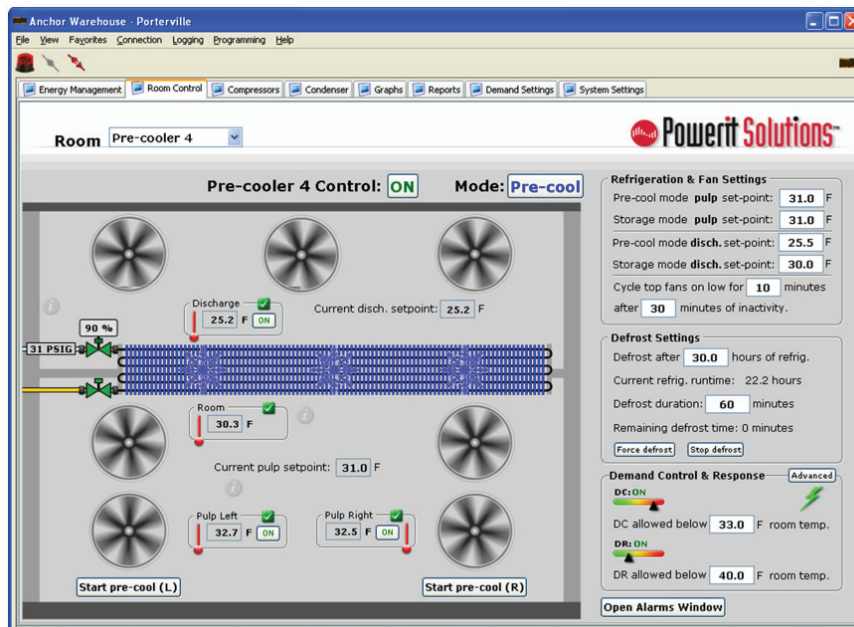 Anchor Warehouse - Porterville
File View Favorites Connection Logging Programming Help
Energy Management Room Control Compressors Condenser Graphs Reports Demand Settings System Settings
Room Pre-cooler 4
Powerit Solutions™
Pre-cooler 4 Control: ON Mode: Pre-cool
Discharge
25.2 F ON
Current disch. setpoint: 25.2 F
90 %
31 PSIG
Room
30.3 F
Current pulp setpoint: 31.0 F
Pulp Left
32.7 F ON
Pulp Right
32.5 F ON
Start pre-cool (L)
Start pre-cool (R)
Refrigeration & Fan Settings
Pre-cool mode pulp set-point: 31.0 F
Storage mode pulp set-point: 31.0 F
Pre-cool mode disch. set-point: 25.5 F
Storage mode disch. set-point: 30.0 F
Cycle top fans on low for 10 minutes
after 30 minutes of inactivity.
Defrost Settings
Defrost after 30.0 hours of refrig.
Current refrig. runtime: 22.2 hours
Defrost duration: 60 minutes
Remaining defrost time: 0 minutes
Force defrost Stop defrost
Demand Control & Response Advanced
DC: ON
DC allowed below 33.0 F room temp.
DR: ON
DR allowed below 40.0 F room temp.
Open Alarms Window